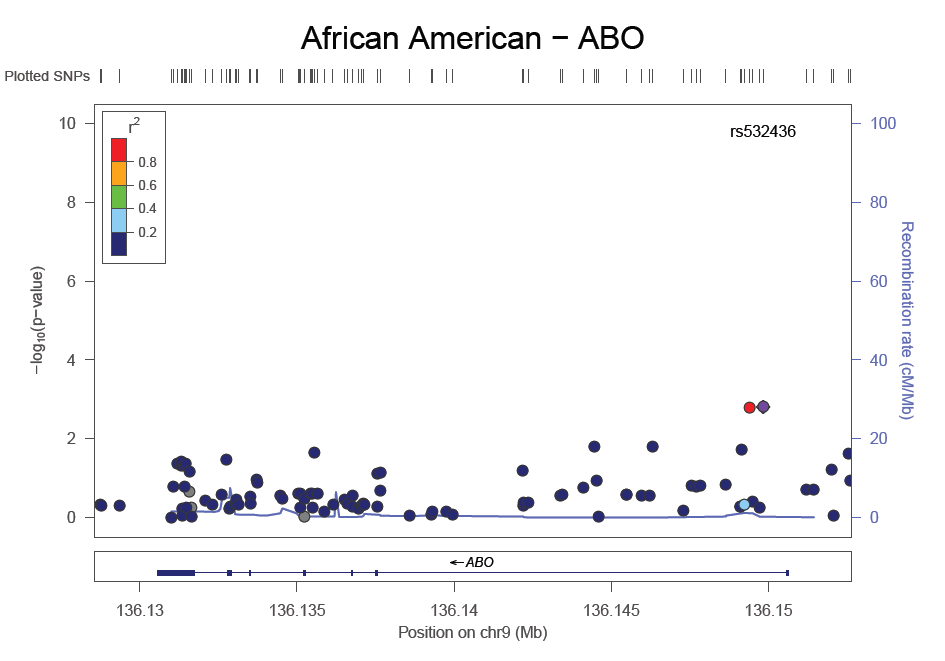 African American − ABO
Plotted SNPs
r2
0.8
0.6
0.4
0.2
rs532436
10
8
6
4
2
0
−log10(p−value)
100
80
60
40
20
0
Recombination rate (cM/Mb)
←ABO
136.13 136.135 136.14 136.145 136.15
Position on chr9 (Mb)